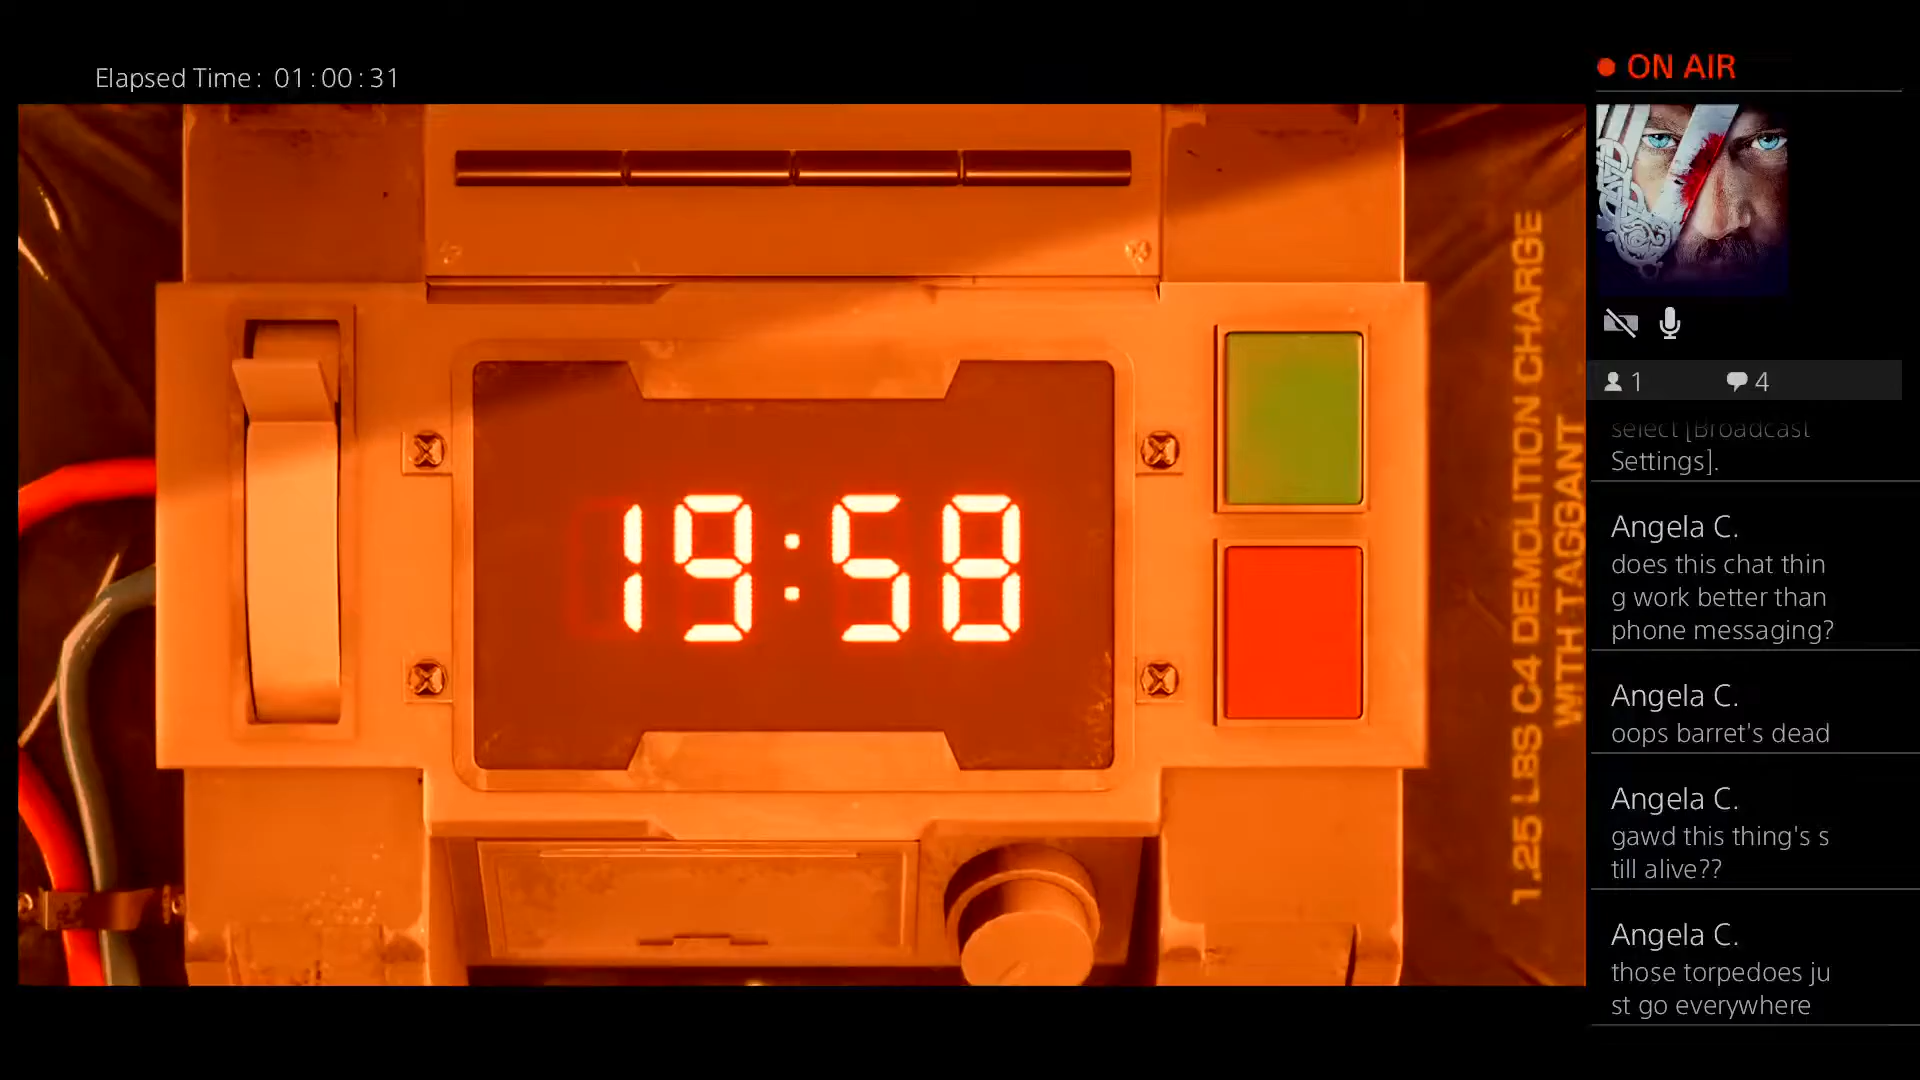 Elapsed Time: 01:00:31
ON AIR
19:58
1.25 LBS C4 DEMOLITION CHARGE
WITH TAGGANT
1
4
select [Broadcast
Settings].
Angela C.
does this chat thin
g work better than
phone messaging?
Angela C.
oops barret's dead
Angela C.
gawd this thing's s
till alive??
Angela C.
those torpedoes ju
st go everywhere